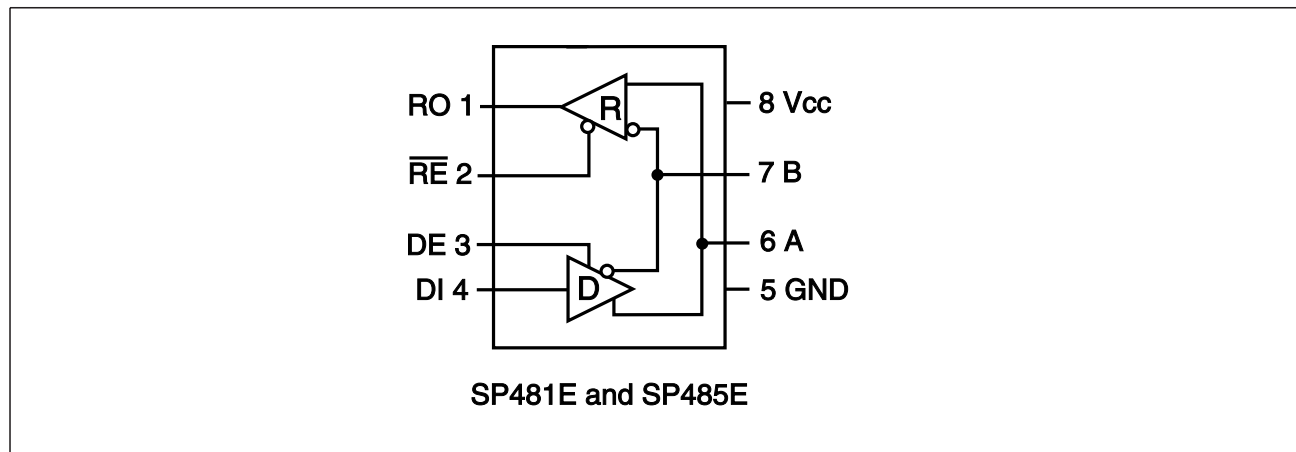 RO 1
R
8 Vcc
RE 2
7 B
DE 3
6 A
DI 4
D
5 GND
SP481E and SP485E